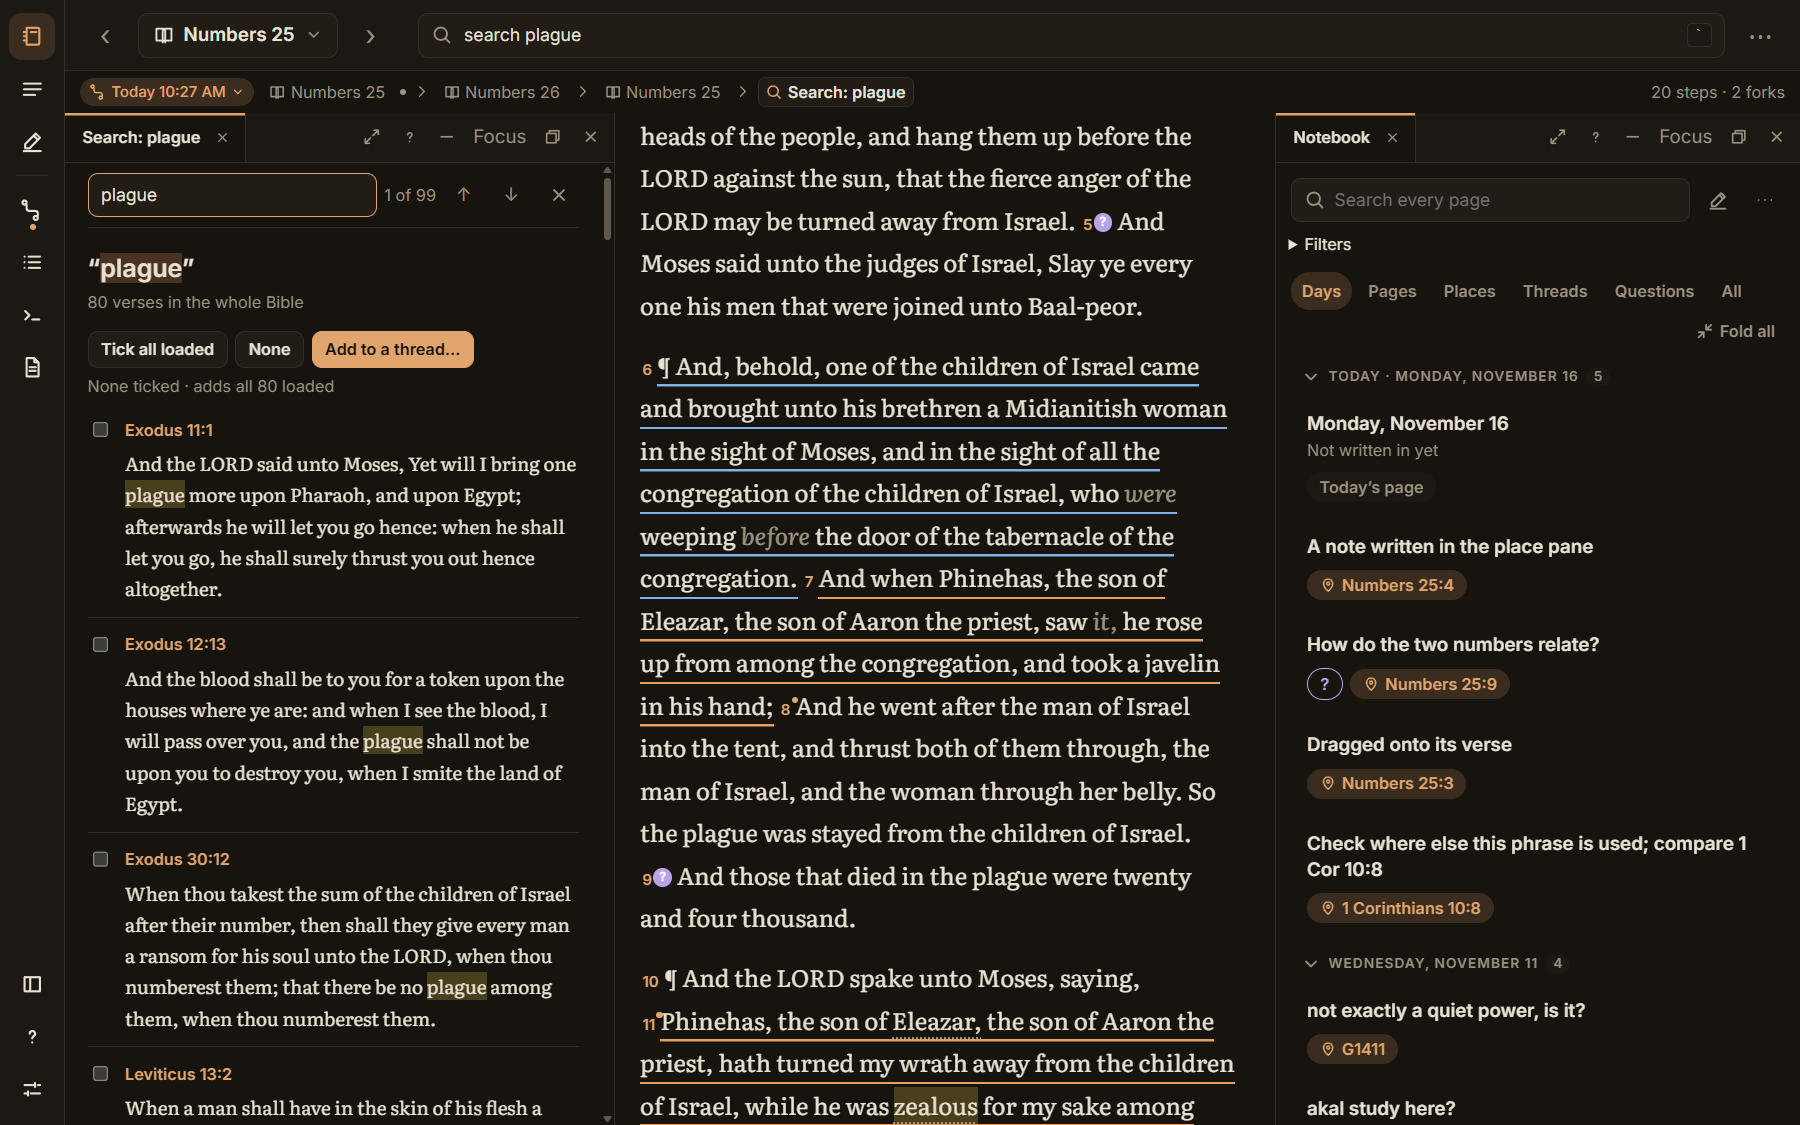 Numbers 25
search plague
`
Today 10:27 AM
Numbers 25
Numbers 26
Numbers 25
Search: plague
20 steps · 2 forks
Search: plague
?
Focus
plague
1 of 99
“plague”
80 verses in the whole Bible
Tick all loaded
None
Add to a thread…
None ticked · adds all 80 loaded
Exodus 11:1
And the LORD said unto Moses, Yet will I bring one
plague more upon Pharaoh, and upon Egypt;
afterwards he will let you go hence: when he shall
let you go, he shall surely thrust you out hence
altogether.
Exodus 12:13
And the blood shall be to you for a token upon the
houses where ye are: and when I see the blood, I
will pass over you, and the plague shall not be
upon you to destroy you, when I smite the land of
Egypt.
Exodus 30:12
When thou takest the sum of the children of Israel
after their number, then shall they give every man
a ransom for his soul unto the LORD, when thou
numberest them; that there be no plague among
them, when thou numberest them.
Leviticus 13:2
When a man shall have in the skin of his flesh a
heads of the people, and hang them up before the
LORD against the sun, that the fierce anger of the
LORD may be turned away from Israel. 5 ? And
Moses said unto the judges of Israel, Slay ye every
one his men that were joined unto Baal-peor.
6 ¶ And, behold, one of the children of Israel came
and brought unto his brethren a Midianitish woman
in the sight of Moses, and in the sight of all the
congregation of the children of Israel, who were
weeping before the door of the tabernacle of the
congregation. 7 And when Phinehas, the son of
Eleazar, the son of Aaron the priest, saw it, he rose
up from among the congregation, and took a javelin
in his hand; 8 And he went after the man of Israel
into the tent, and thrust both of them through, the
man of Israel, and the woman through her belly. So
the plague was stayed from the children of Israel.
9 ? And those that died in the plague were twenty
and four thousand.
10 ¶ And the LORD spake unto Moses, saying,
11 Phinehas, the son of Eleazar, the son of Aaron the
priest, hath turned my wrath away from the children
of Israel, while he was zealous for my sake among
Notebook
?
Focus
Search every page
Filters
Days
Pages
Places
Threads
Questions
All
Fold all
TODAY · MONDAY, NOVEMBER 16 5
Monday, November 16
Not written in yet
Today’s page
A note written in the place pane
Numbers 25:4
How do the two numbers relate?
? Numbers 25:9
Dragged onto its verse
Numbers 25:3
Check where else this phrase is used; compare 1
Cor 10:8
1 Corinthians 10:8
WEDNESDAY, NOVEMBER 11 4
not exactly a quiet power, is it?
G1411
akal study here?
?